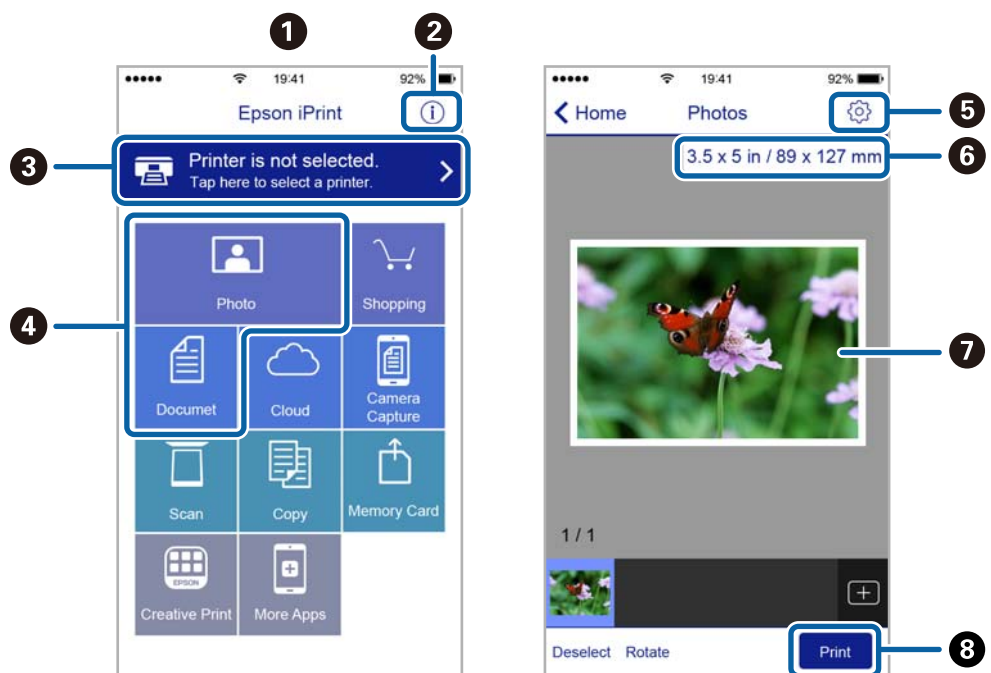 1
2
19:41
92%
Epson iPrint
i
3
Printer is not selected.
Tap here to select a printer.
4
Photo
Shopping
Documet
Cloud
Camera
Capture
Scan
Copy
Memory Card
EPSON
Creative Print
More Apps
19:41
92%
Home
Photos
5
3.5 x 5 in / 89 x 127 mm
6
7
1 / 1
Deselect
Rotate
Print
8